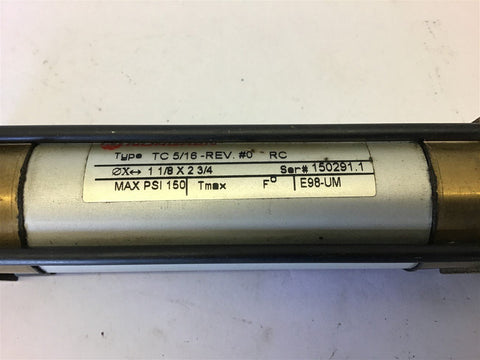 Type TC 5/16 -REV. #0 RC
ØX↔ 1 1/8 X 2 3/4 Ser# 150291.1
MAX PSI 150 Tmax F° E98-UM